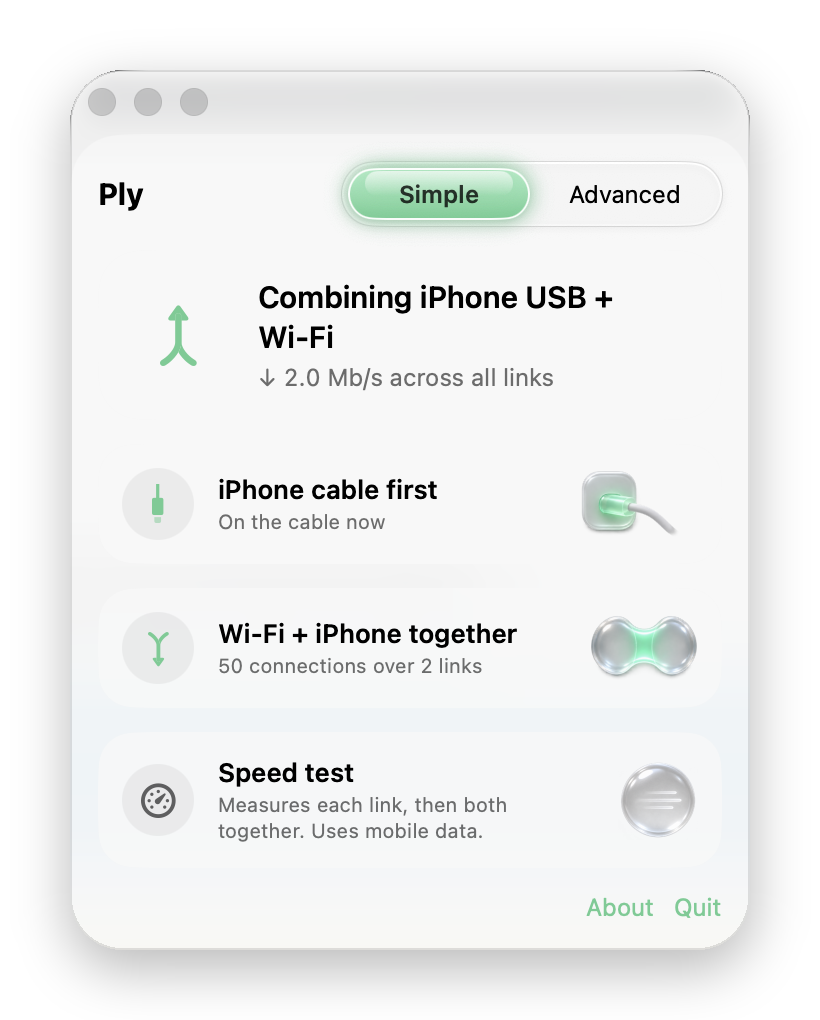 Ply
Simple
Advanced
Combining iPhone USB +
Wi-Fi
↓ 2.0 Mb/s across all links
iPhone cable first
On the cable now
Wi-Fi + iPhone together
50 connections over 2 links
Speed test
Measures each link, then both
together. Uses mobile data.
About
Quit